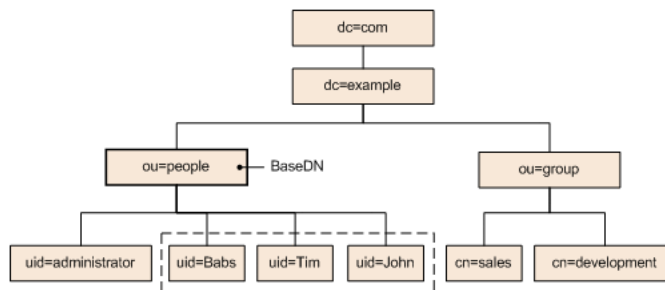 dc=com
dc=example
ou=people
BaseDN
ou=group
uid=administrator
uid=Babs
uid=Tim
uid=John
cn=sales
cn=development